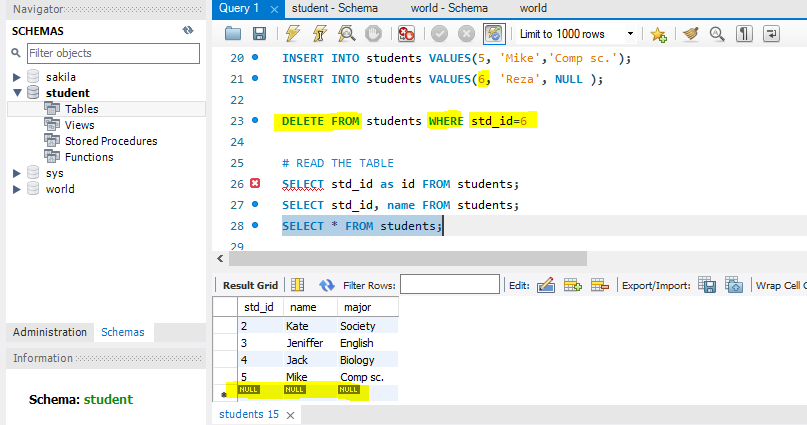 Navigator
SCHEMAS
Filter objects
sakila
student
Tables
Views
Stored Procedures
Functions
sys
world
Administration Schemas
Information
Schema: student
Query 1 student - Schema world - Schema world
Limit to 1000 rows
20 INSERT INTO students VALUES(5, 'Mike','Comp sc.');
21 INSERT INTO students VALUES(6, 'Reza', NULL );
22
23 DELETE FROM students WHERE std_id=6
24
25 # READ THE TABLE
26 SELECT std_id as id FROM students;
27 SELECT std_id, name FROM students;
28 SELECT * FROM students;
29
Result Grid Filter Rows: Edit: Export/Import: Wrap Cell C
std_id name major
2 Kate Society
3 Jeniffer English
4 Jack Biology
5 Mike Comp sc.
NULL NULL NULL
students 15